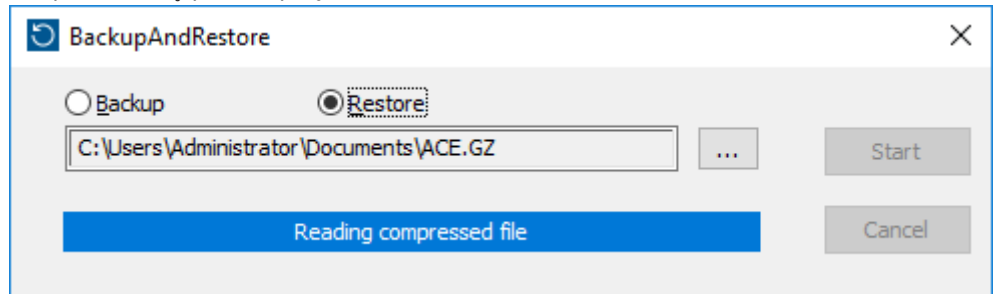 BackupAndRestore
Backup Restore
C:\Users\Administrator\Documents\ACE.GZ ... Start
Reading compressed file Cancel